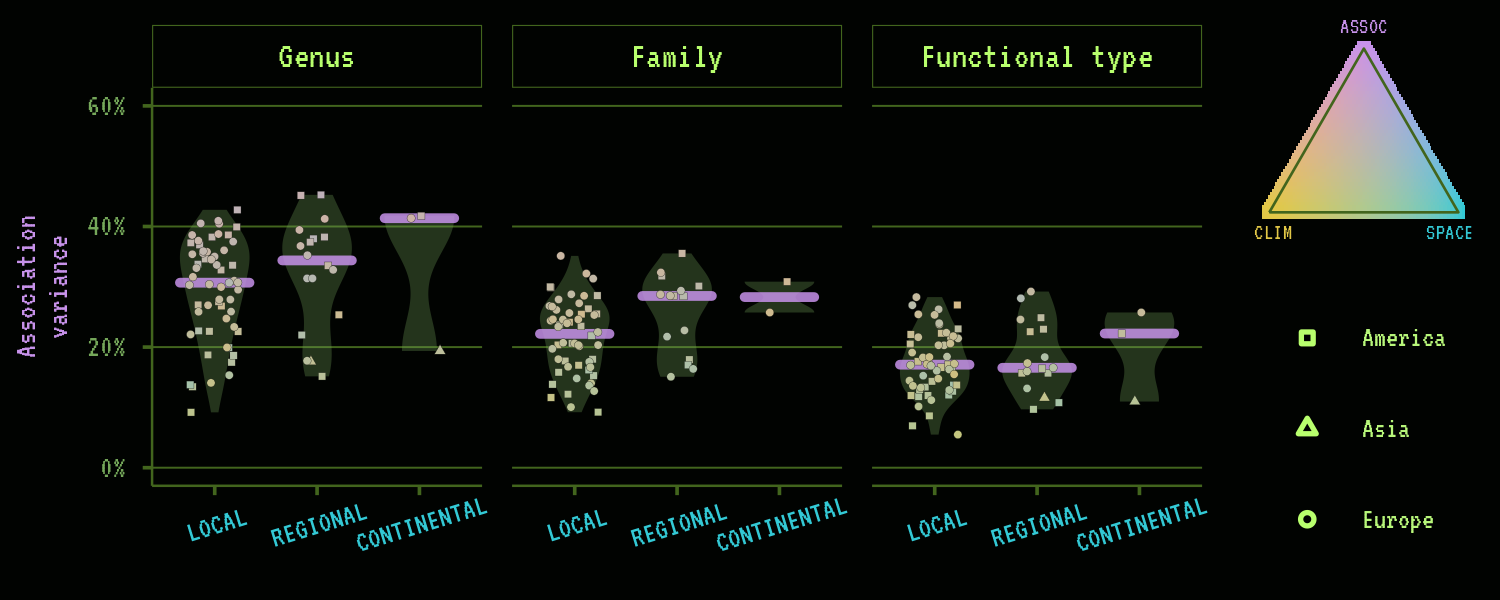 Genus
Family
Functional type
ASSOC
CLIM
SPACE
60%
40%
20%
0%
Association
variance
LOCAL
REGIONAL
CONTINENTAL
LOCAL
REGIONAL
CONTINENTAL
LOCAL
REGIONAL
CONTINENTAL
America
Asia
Europe